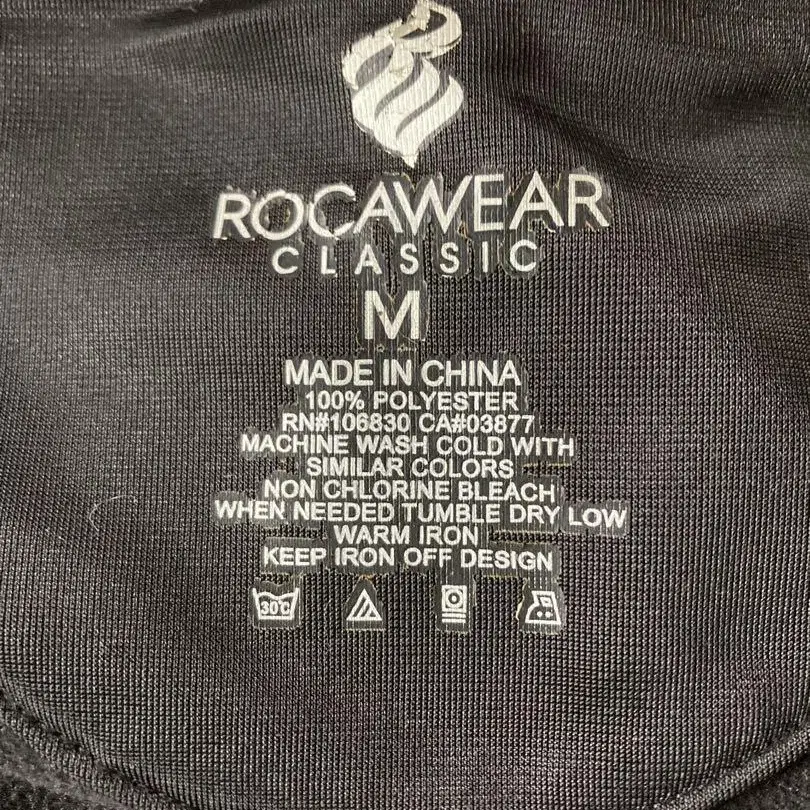 ROCAWEAR
CLASSIC
M
MADE IN CHINA
100% POLYESTER
RN#106830 CA#03877
MACHINE WASH COLD WITH
SIMILAR COLORS
NON CHLORINE BLEACH
WHEN NEEDED TUMBLE DRY LOW
WARM IRON
KEEP IRON OFF DESIGN
30C